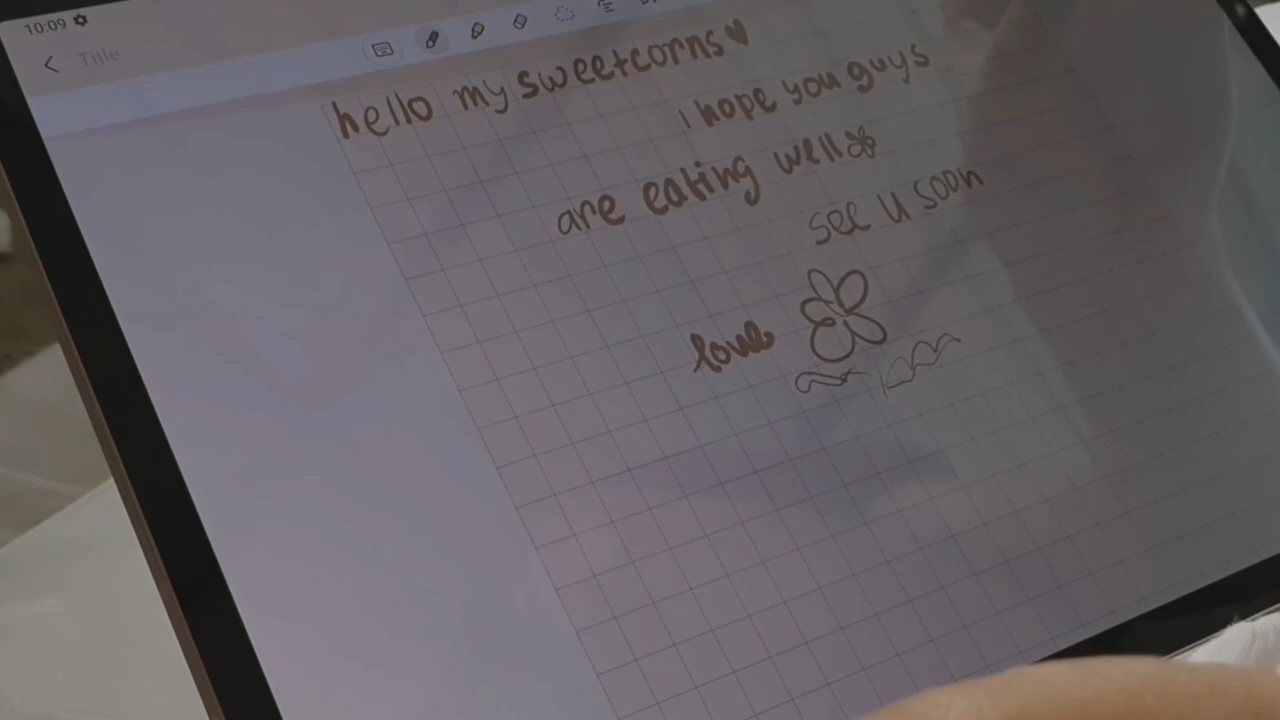 10:09
Title
hello my sweetcorns♥
I hope you guys
are eating well
see u soon
love